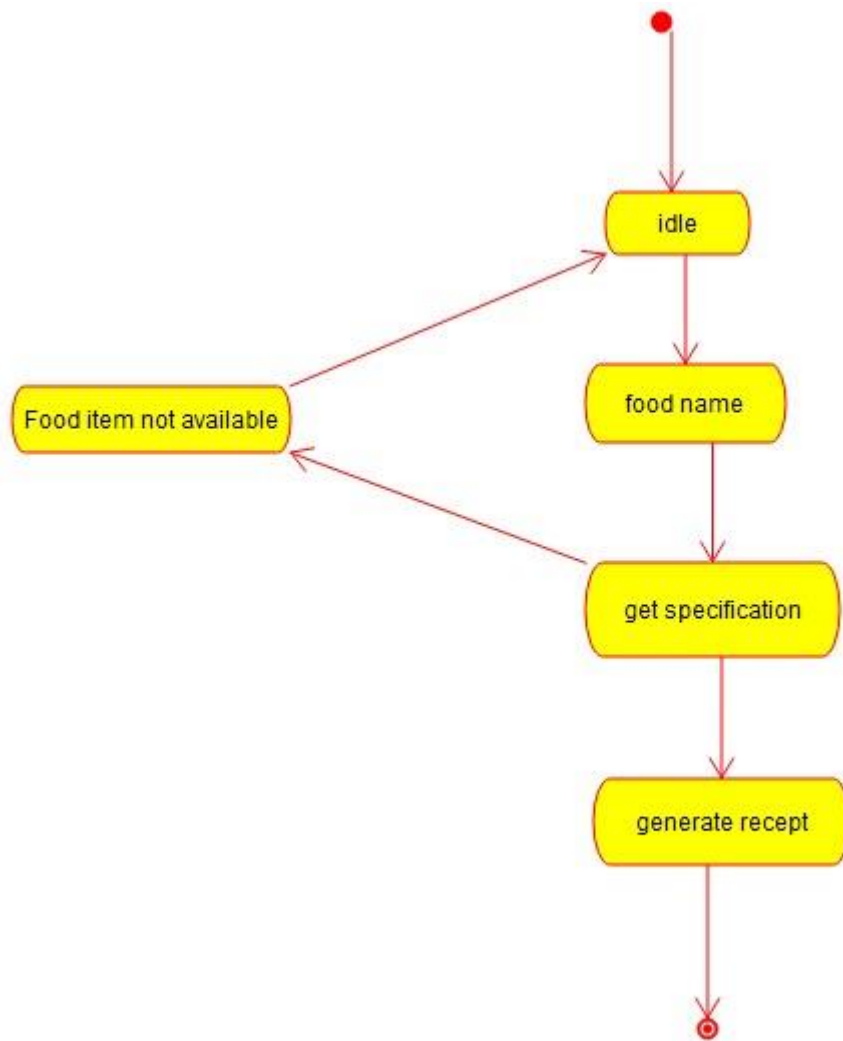 idle
food name
Food item not available
get specification
generate recept